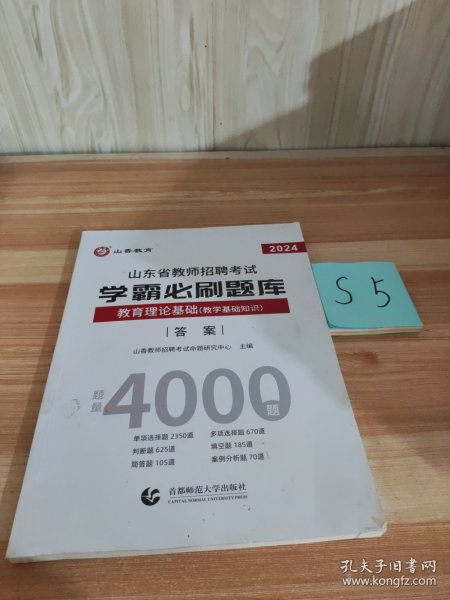 山香教育
2024
山东省教师招聘考试
学霸必刷题库
教育理论基础(教学基础知识)
答案
山香教师招聘考试命题研究中心 主编
题量 4000 题
单项选择题 2350道 多项选择题 670道
判断题 625道 填空题 185道
简答题 105道 案例分析题 70道
首都师范大学出版社
CAPITAL NORMAL UNIVERSITY PRESS
S 5
孔夫子旧书网
www.kongfz.com